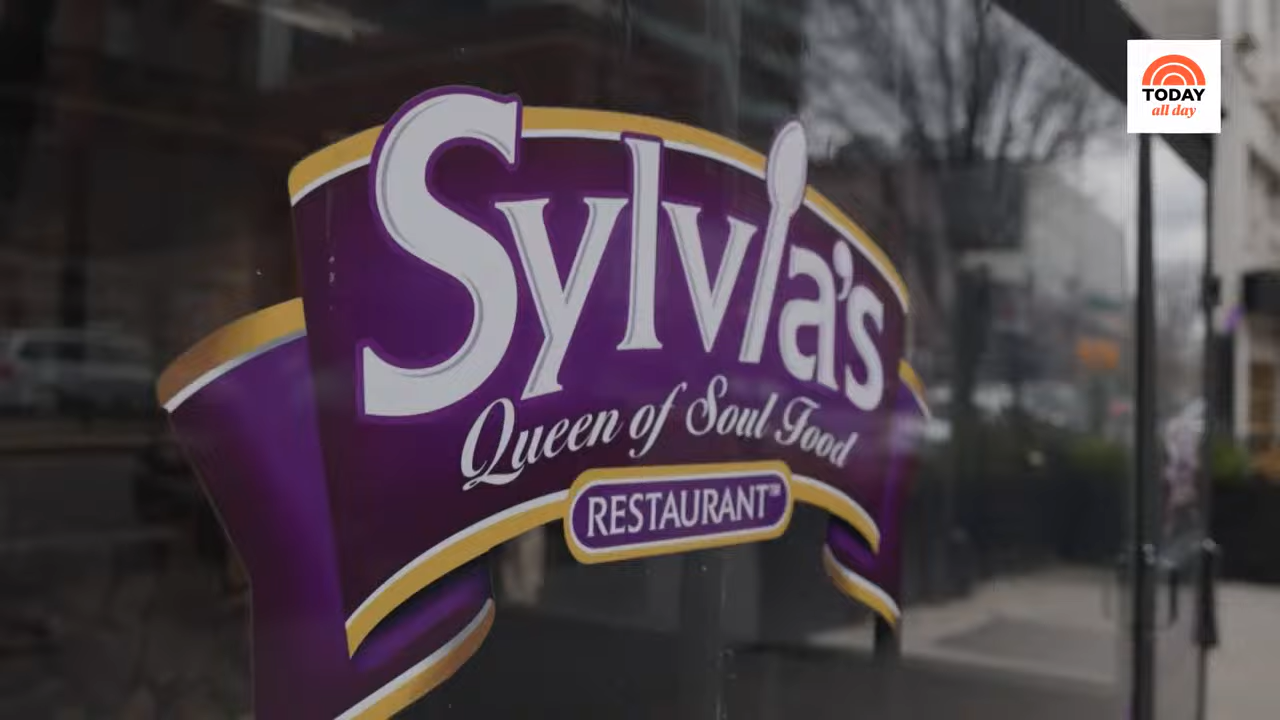 Sylvia's
Queen of Soul Food
RESTAURANT™
TODAY
all day